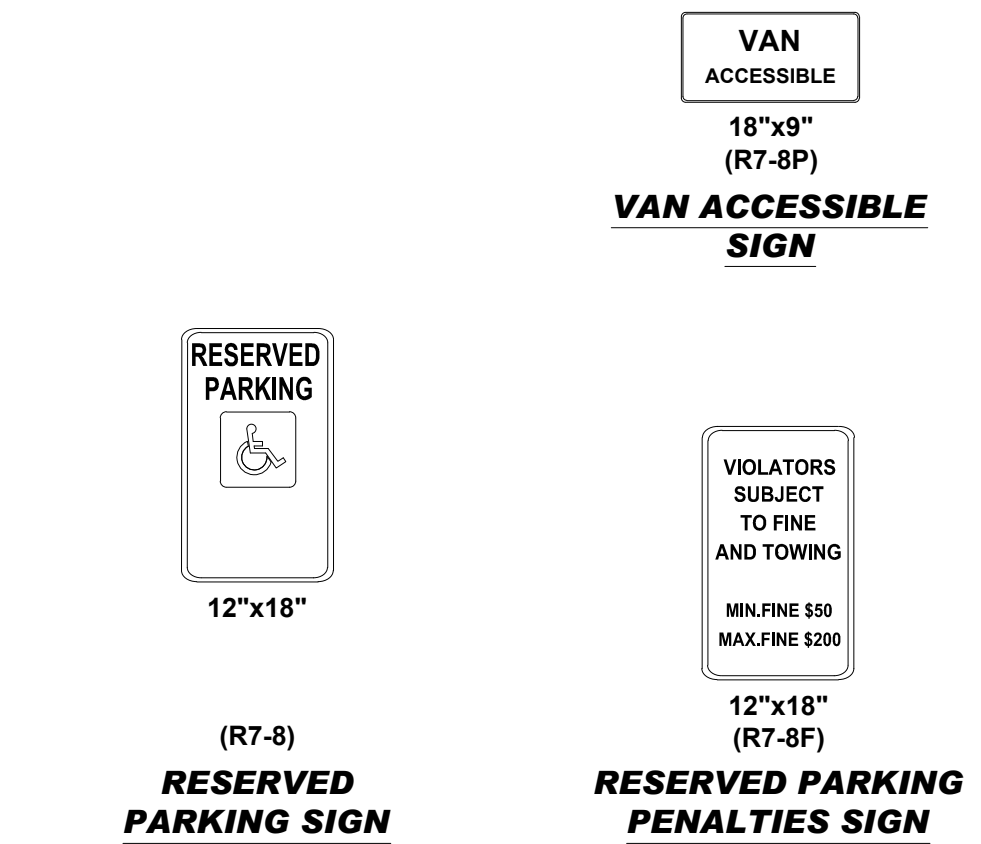 VAN
ACCESSIBLE
18"x9"
(R7-8P)
VAN ACCESSIBLE
SIGN
RESERVED
PARKING
12"x18"
(R7-8)
RESERVED
PARKING SIGN
VIOLATORS
SUBJECT
TO FINE
AND TOWING
MIN.FINE $50
MAX.FINE $200
12"x18"
(R7-8F)
RESERVED PARKING
PENALTIES SIGN